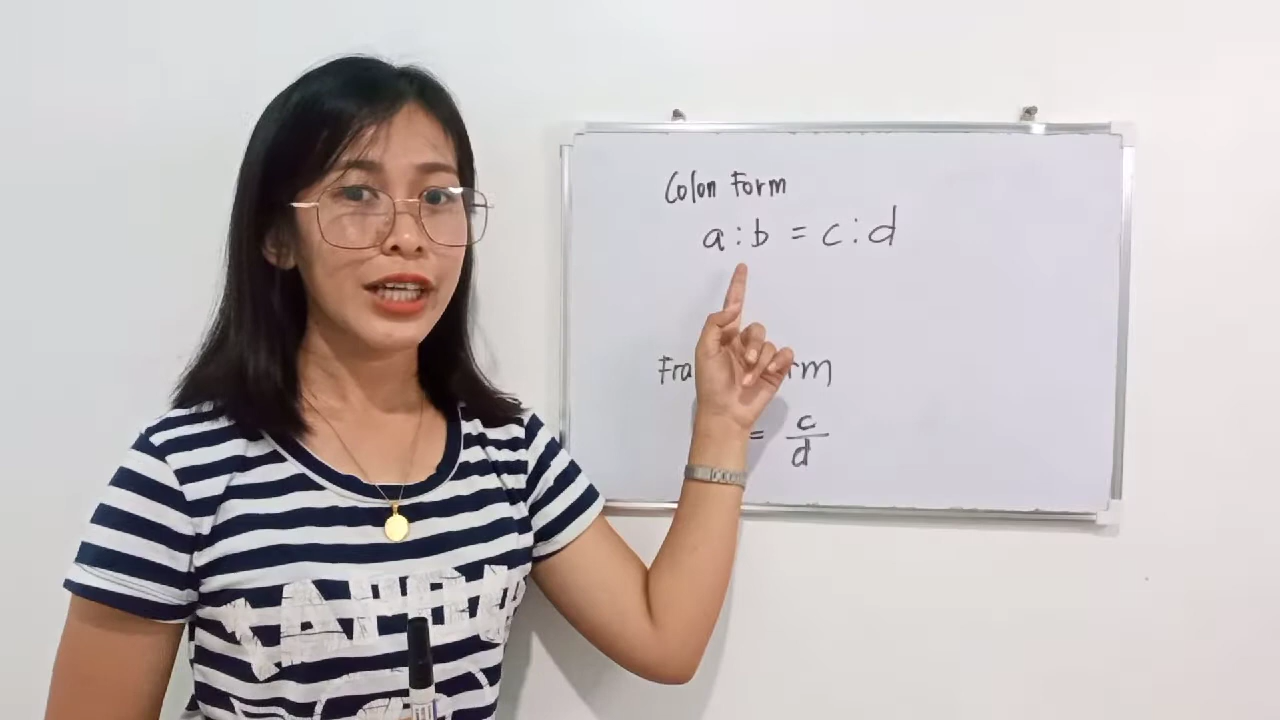 Colon Form
a : b = c : d
Fra rm
= c/d